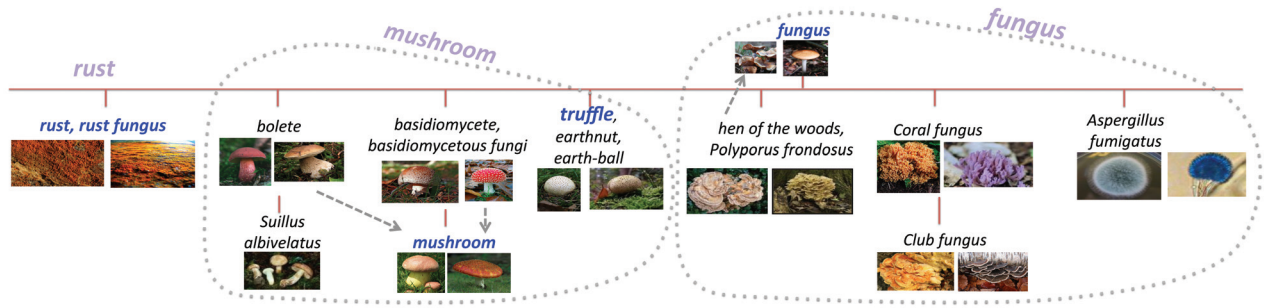 rust
mushroom
fungus
fungus
rust, rust fungus
bolete
basidiomycete,
basidiomycetous fungi
truffle,
earthnut,
earth-ball
hen of the woods,
Polyporus frondosus
Coral fungus
Aspergillus
fumigatus
Suillus
albivelatus
mushroom
Club fungus